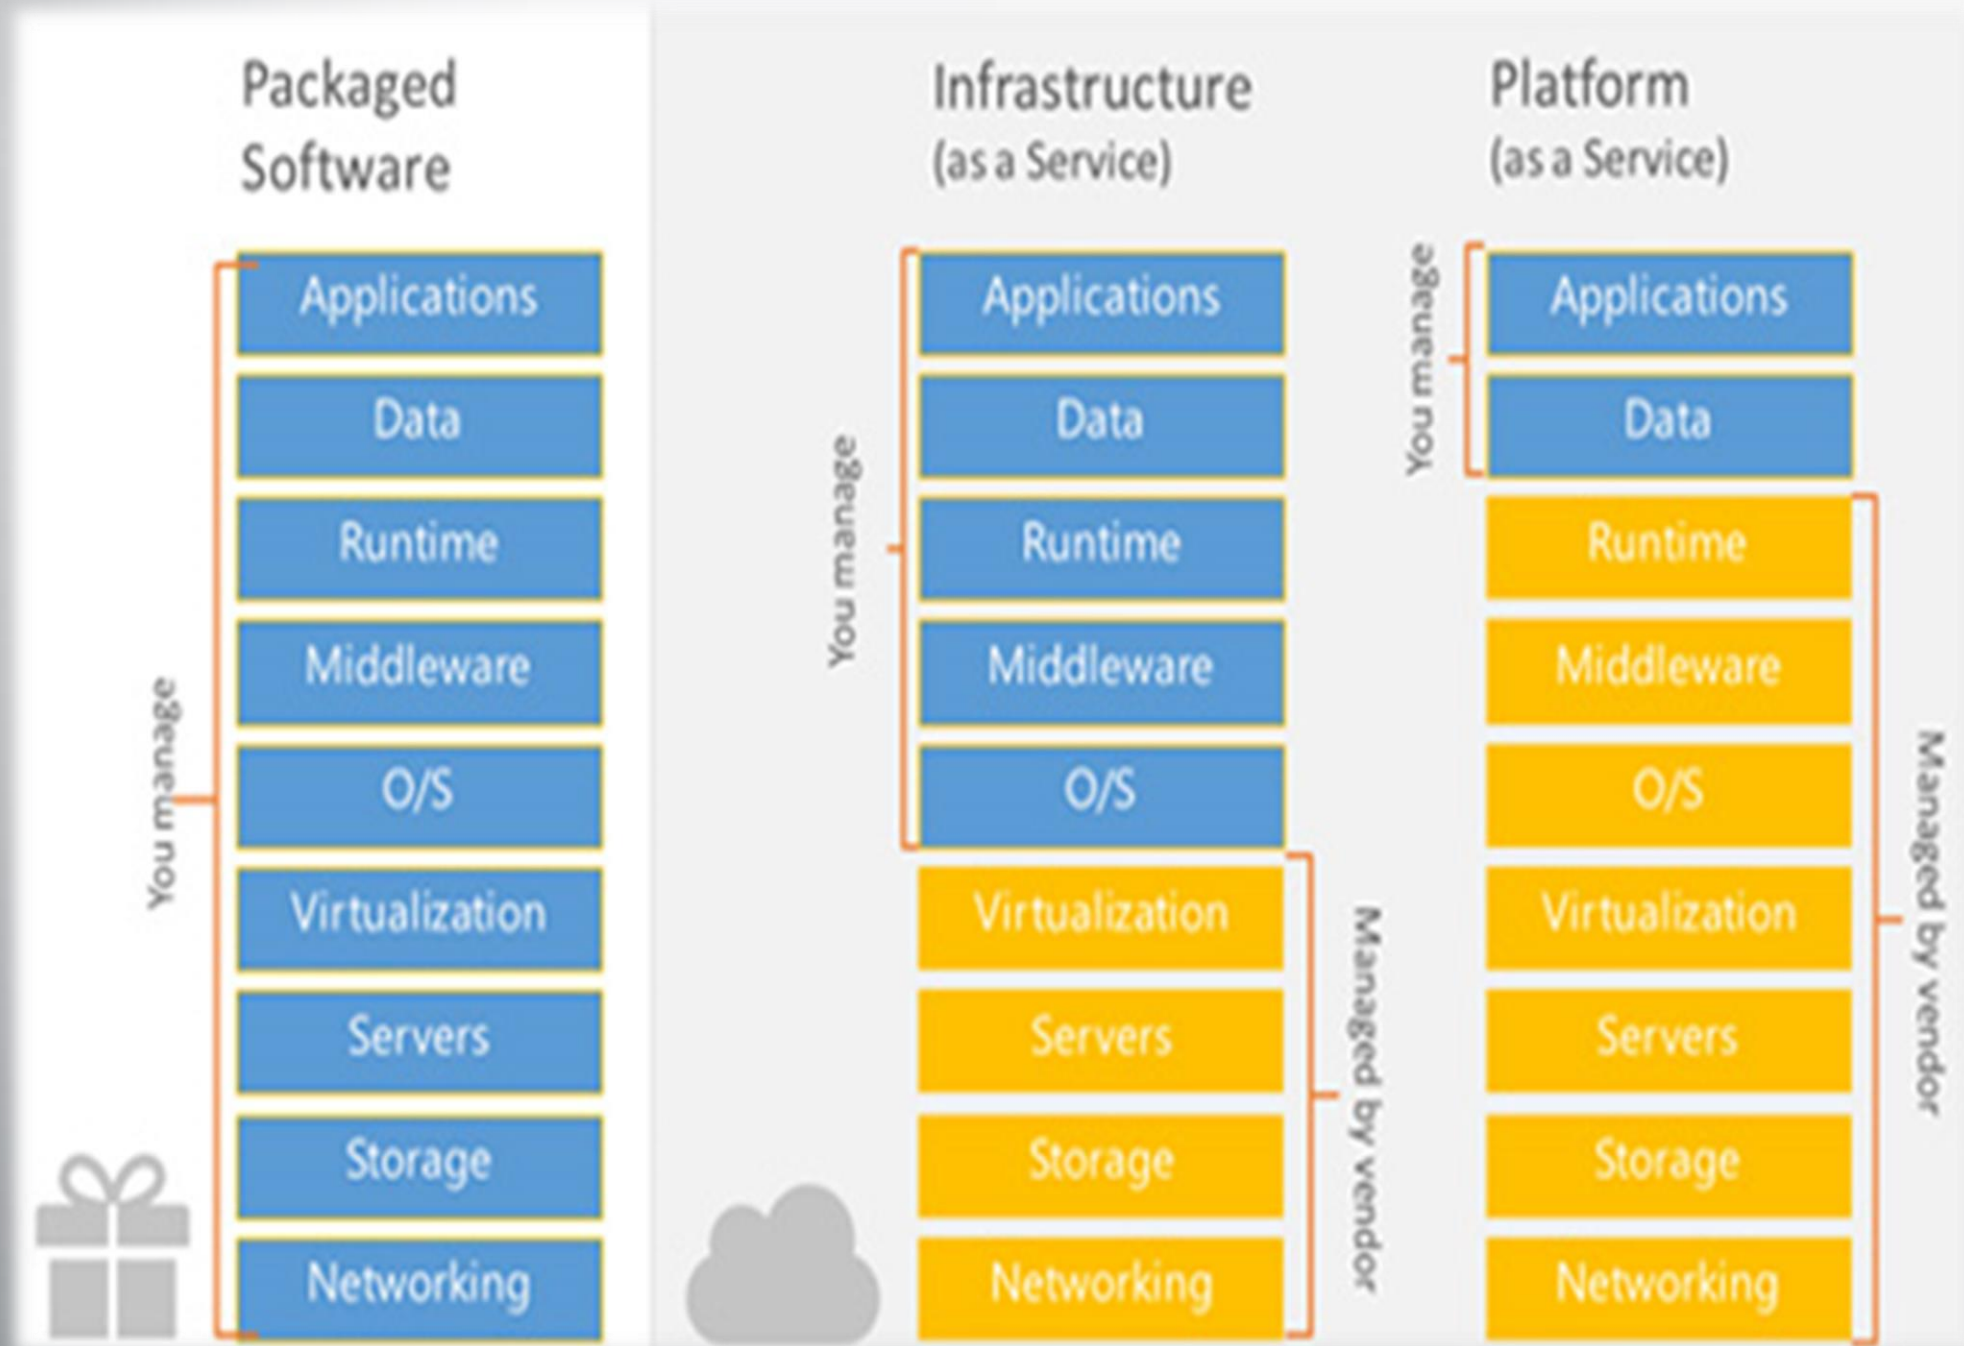 Packaged
Software
You manage
Applications
Data
Runtime
Middleware
O/S
Virtualization
Servers
Storage
Networking
Infrastructure
(as a Service)
You manage
Applications
Data
Runtime
Middleware
O/S
Virtualization
Servers
Storage
Networking
Managed by vendor
Platform
(as a Service)
You manage
Applications
Data
Runtime
Middleware
O/S
Virtualization
Servers
Storage
Networking
Managed by vendor